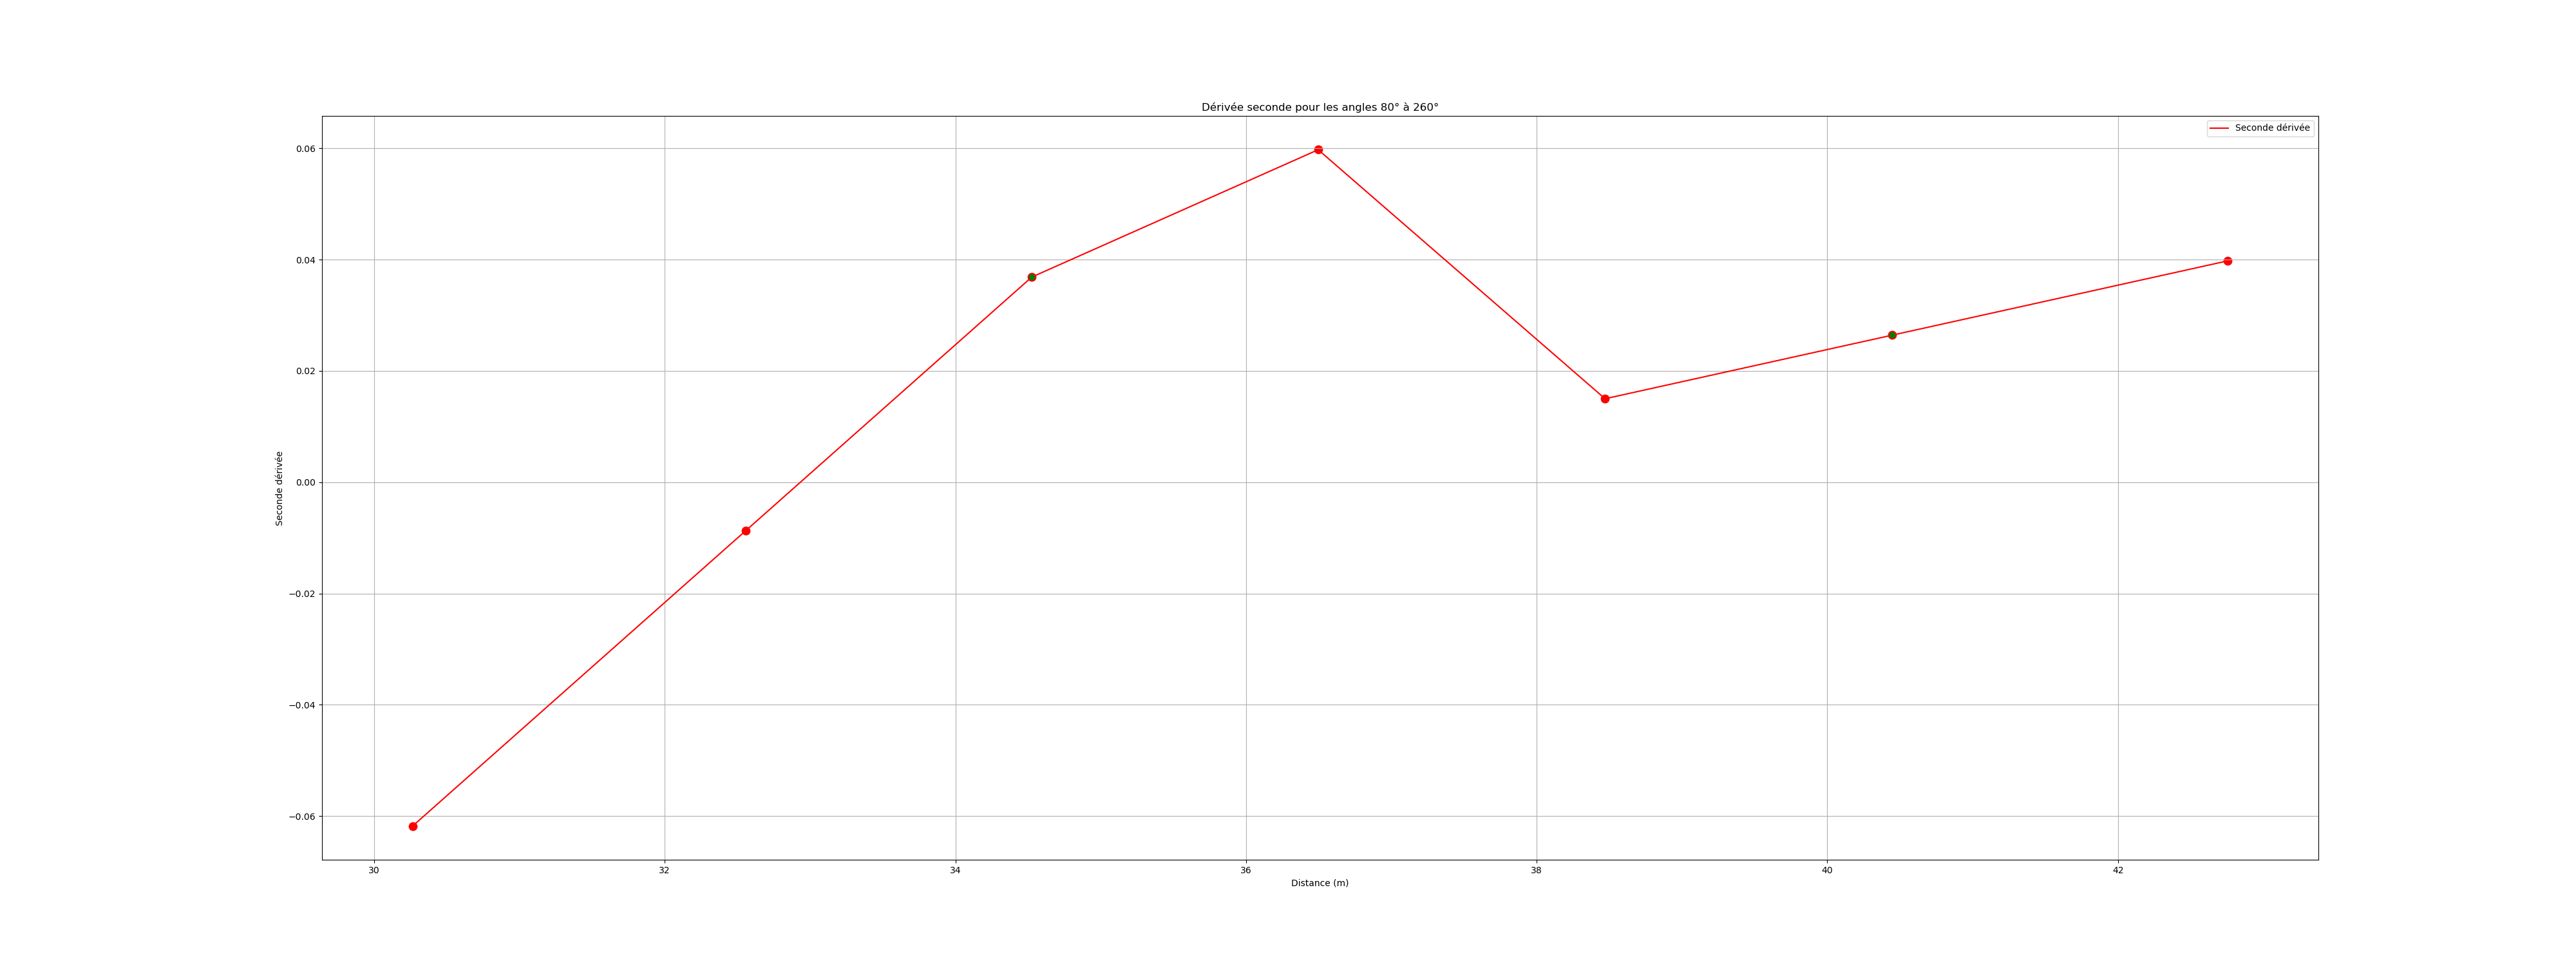 Dérivée seconde pour les angles 80° à 260°
Seconde dérivée
0.06
0.04
0.02
0.00
−0.02
−0.04
−0.06
Seconde dérivée
30 32 34 36 38 40 42
Distance (m)